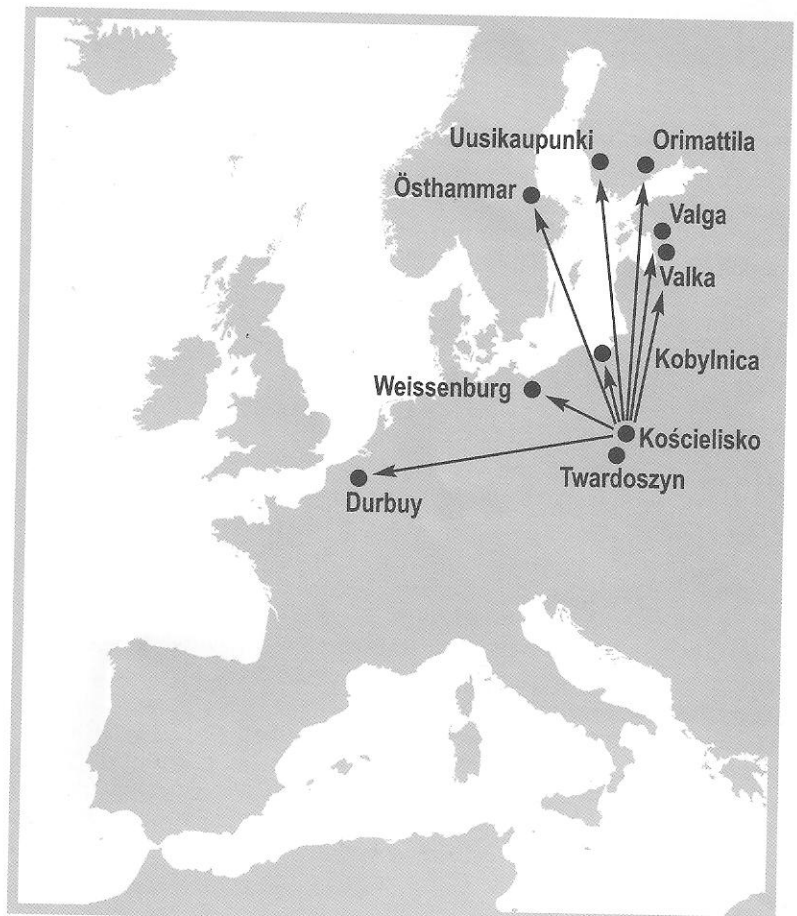 Uusikaupunki
Orimattila
Östhammar
Valga
Valka
Kobylnica
Weissenburg
Kościelisko
Twardoszyn
Durbuy